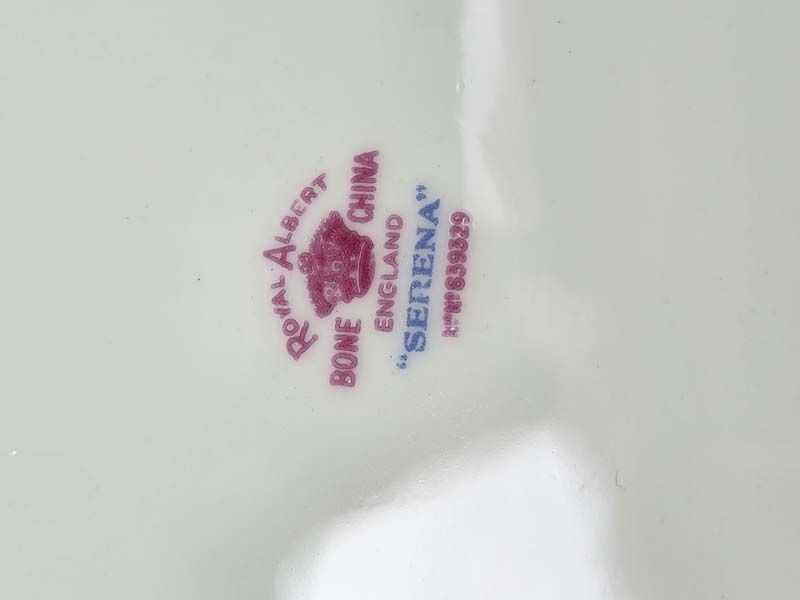 ROYAL ALBERT
BONE CHINA
ENGLAND
"SERENA"
Rᵈ Nº 839329